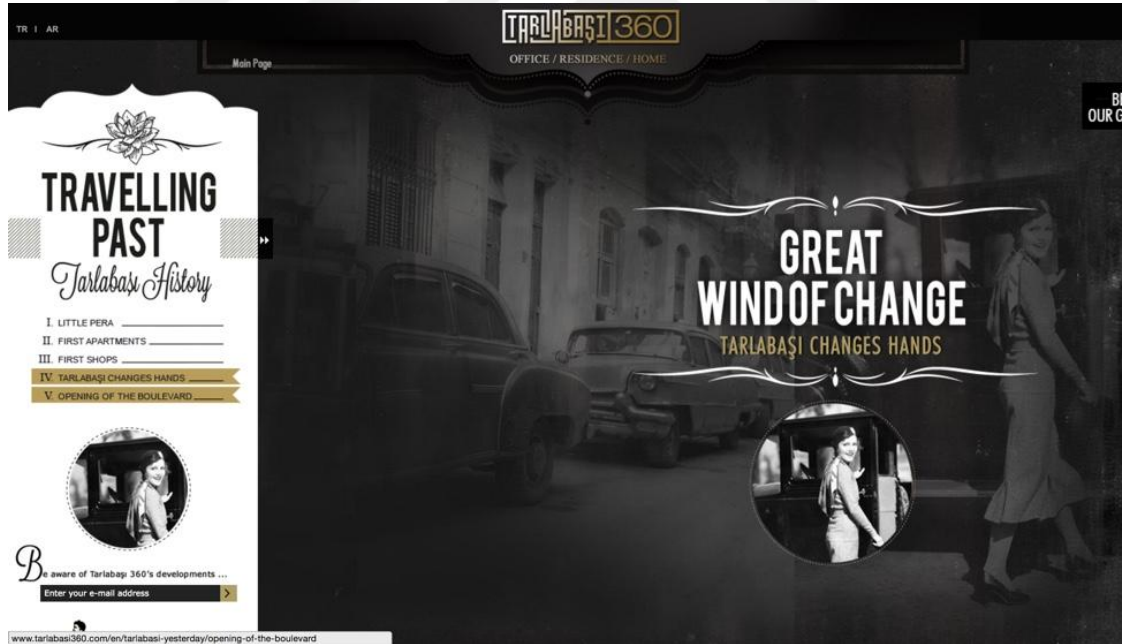 TR | AR
TARLABAŞI 360
OFFICE / RESIDENCE / HOME
Main Page
OUR
TRAVELLING
PAST
Tarlabaşı History
I. LITTLE PERA
II. FIRST APARTMENTS
III. FIRST SHOPS
IV. TARLABAŞI CHANGES HANDS
V. OPENING OF THE BOULEVARD
Be aware of Tarlabaşı 360's developments ...
Enter your e-mail address
GREAT
WIND OF CHANGE
TARLABAŞI CHANGES HANDS
www.tarlabasi360.com/en/tarlabasi-yesterday/opening-of-the-boulevard